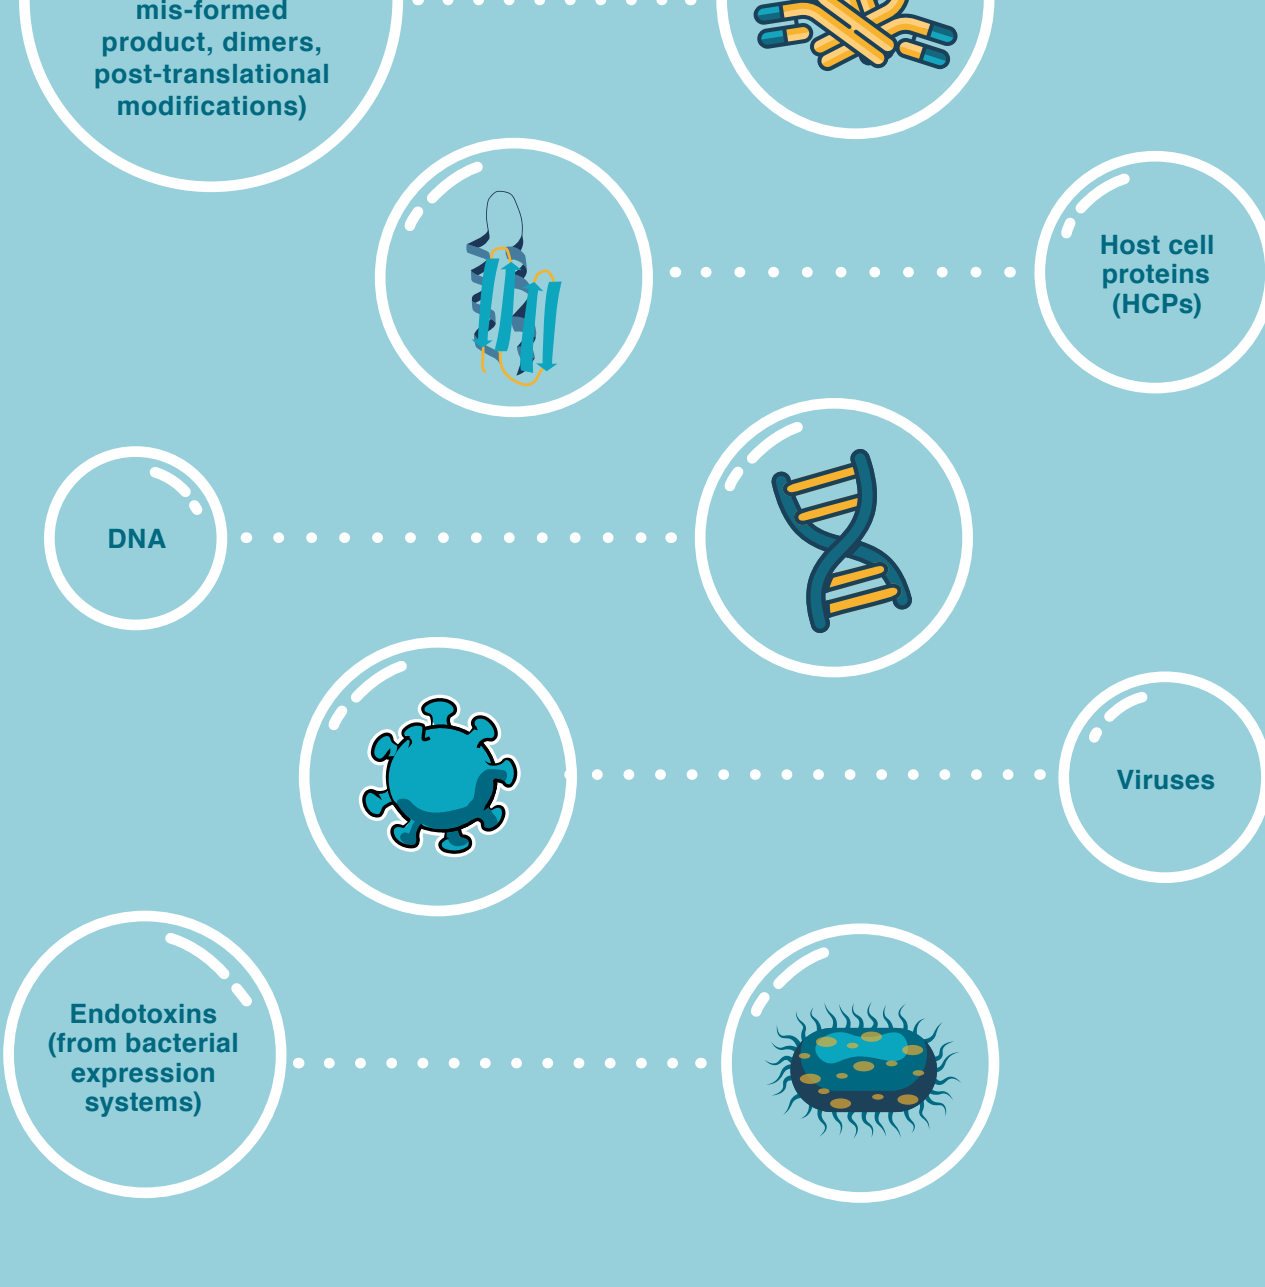 mis-formed
product, dimers,
post-translational
modifications)
Host cell
proteins
(HCPs)
DNA
Viruses
Endotoxins
(from bacterial
expression
systems)